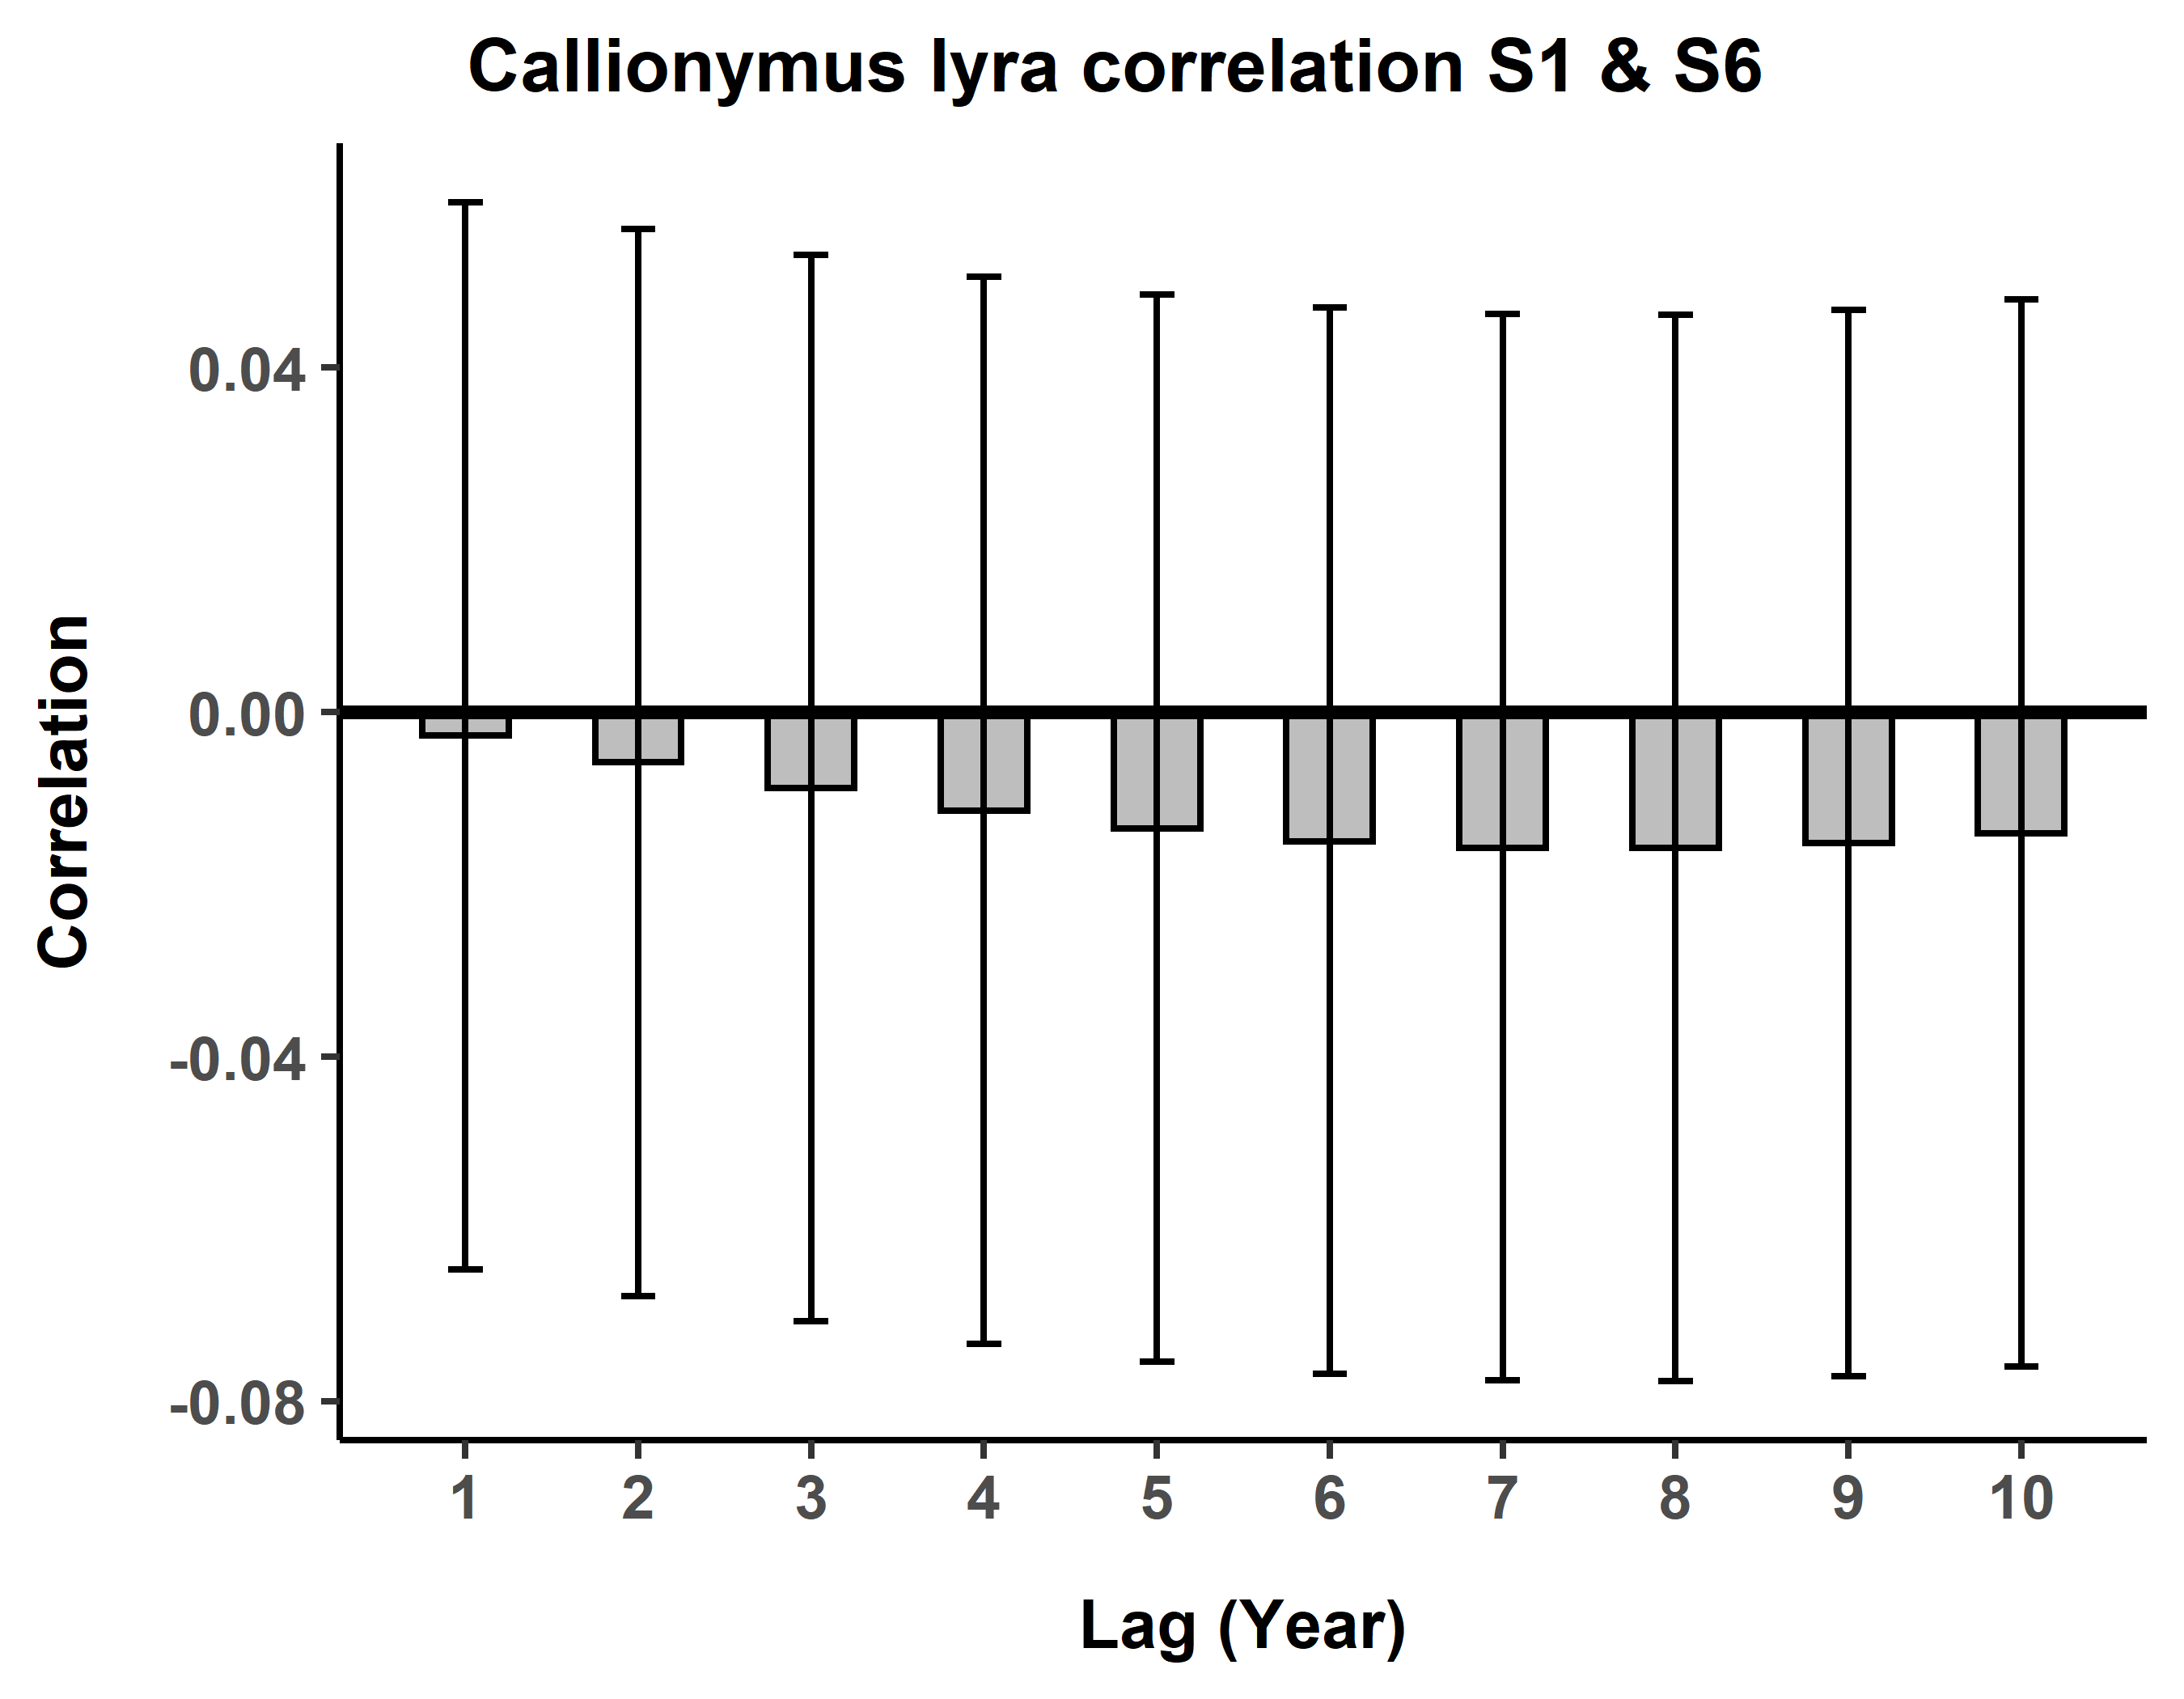 Callionymus lyra correlation S1 & S6
Correlation
0.04
0.00
-0.04
-0.08
1 2 3 4 5 6 7 8 9 10
Lag (Year)